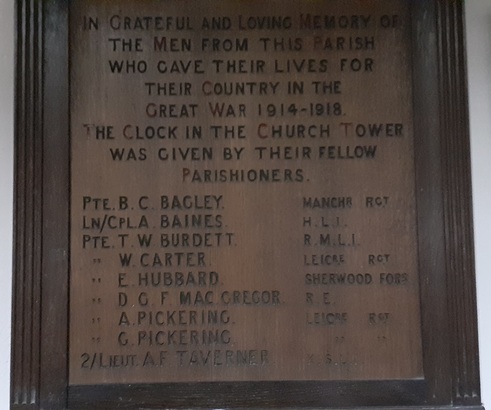 IN GRATEFUL AND LOVING MEMORY OF
THE MEN FROM THIS PARISH
WHO GAVE THEIR LIVES FOR
THEIR COUNTRY IN THE
GREAT WAR 1914-1918.
THE CLOCK IN THE CHURCH TOWER
WAS GIVEN BY THEIR FELLOW
PARISHIONERS.
PTE. B. C. BAGLEY. MANCHR RGT
LN/CPL. A. BAINES. H.L.I.
PTE. T. W. BURDETT. R.M.L.I.
" W. CARTER. LEICRS RGT
" E. HUBBARD. SHERWOOD FORS
" D. G. F. MAC GREGOR. R.E.
" A. PICKERING. LEICRS RGT
" G. PICKERING. " "
2/LIEUT. A F TAVERNER